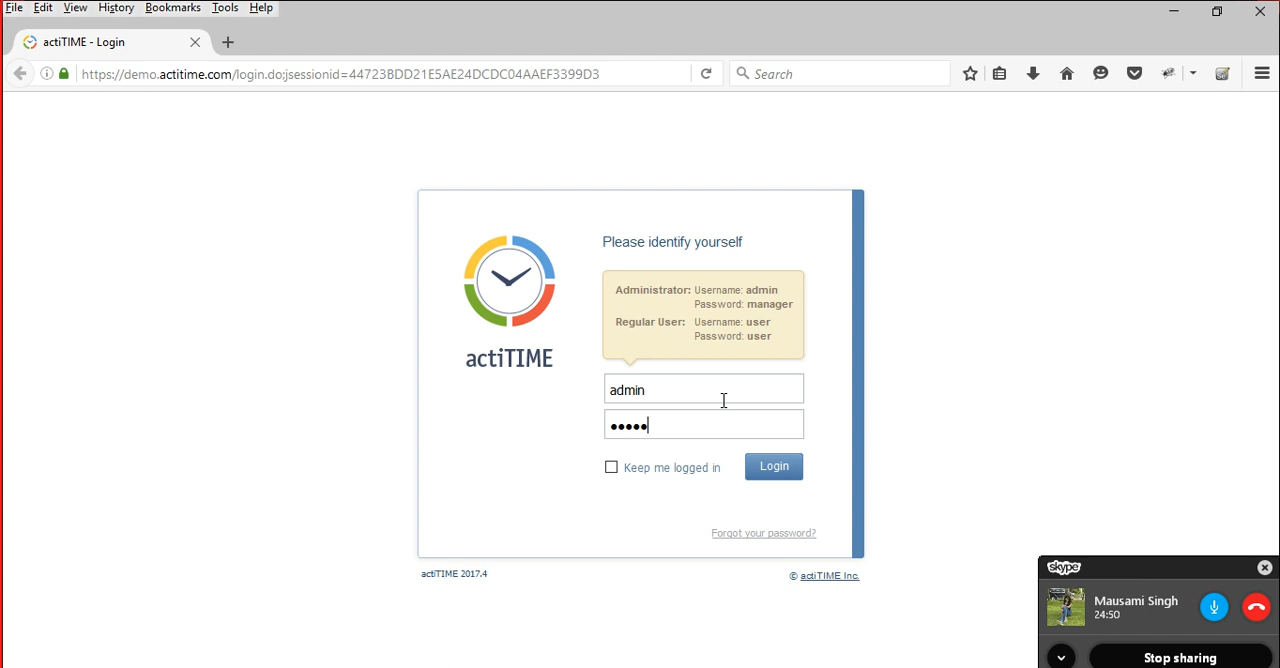 File Edit View History Bookmarks Tools Help
actiTIME - Login
https://demo.actitime.com/login.do;jsessionid=44723BDD21E5AE24DCDC04AAEF3399D3
Search
Please identify yourself
Administrator: Username: admin
Password: manager
Regular User: Username: user
Password: user
actiTIME
admin
•••••
Keep me logged in
Login
Forgot your password?
actiTIME 2017.4
© actiTIME Inc.
skype
Mausami Singh
24:50
Stop sharing